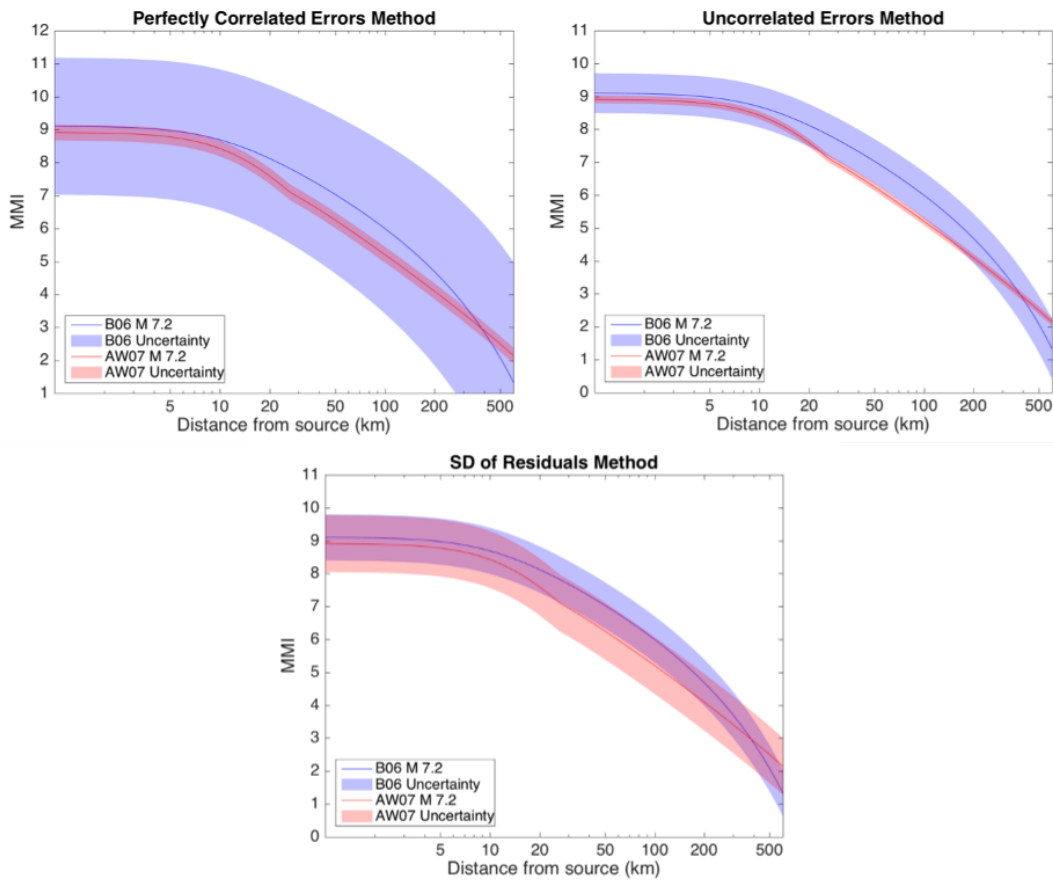 Perfectly Correlated Errors Method
12
11
10
9
8
7
6
5
4
3
2
1
MMI
B06 M 7.2
B06 Uncertainty
AW07 M 7.2
AW07 Uncertainty
5 10 20 50 100 200 500
Distance from source (km)
Uncorrelated Errors Method
11
10
9
8
7
6
5
4
3
2
1
0
MMI
B06 M 7.2
B06 Uncertainty
AW07 M 7.2
AW07 Uncertainty
5 10 20 50 100 200 500
Distance from source (km)
SD of Residuals Method
11
10
9
8
7
6
5
4
3
2
1
0
MMI
B06 M 7.2
B06 Uncertainty
AW07 M 7.2
AW07 Uncertainty
5 10 20 50 100 200 500
Distance from source (km)